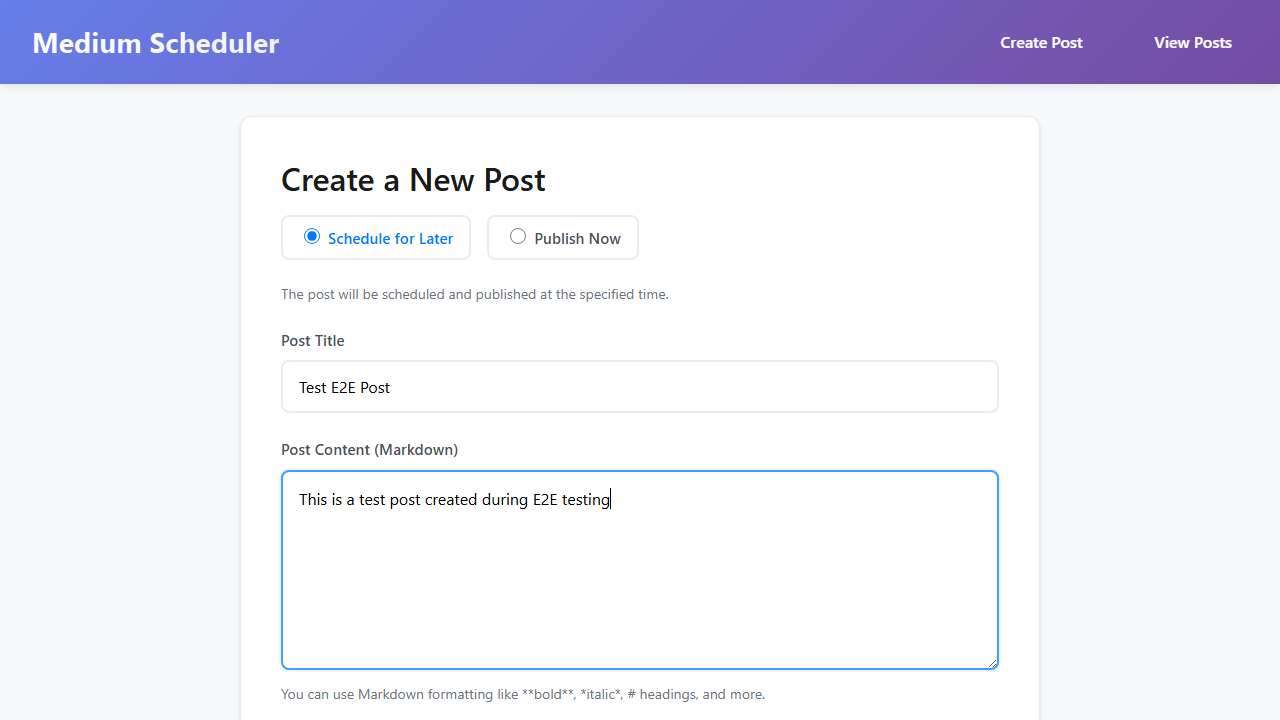 Medium Scheduler
Create Post
View Posts
Create a New Post
Schedule for Later
Publish Now
The post will be scheduled and published at the specified time.
Post Title
Test E2E Post
Post Content (Markdown)
This is a test post created during E2E testing
You can use Markdown formatting like **bold**, *italic*, # headings, and more.